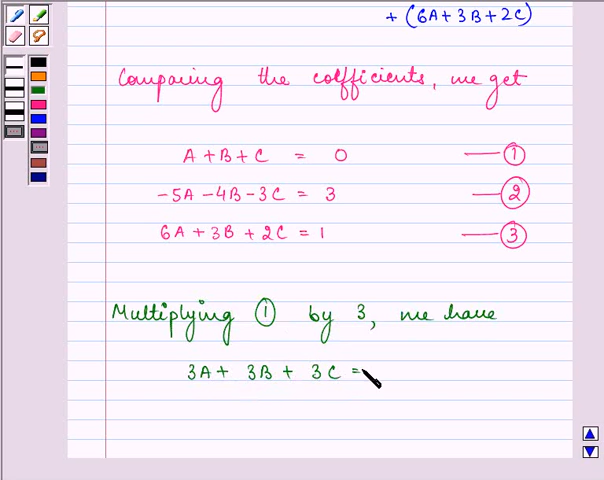 + (6A+3B+2C)
Comparing the coefficients, we get
A+B+C = 0 —— ①
-5A-4B-3C = 3 —— ②
6A+3B+2C = 1 —— ③
Multiplying ① by 3, we have
3A+ 3B+ 3C =